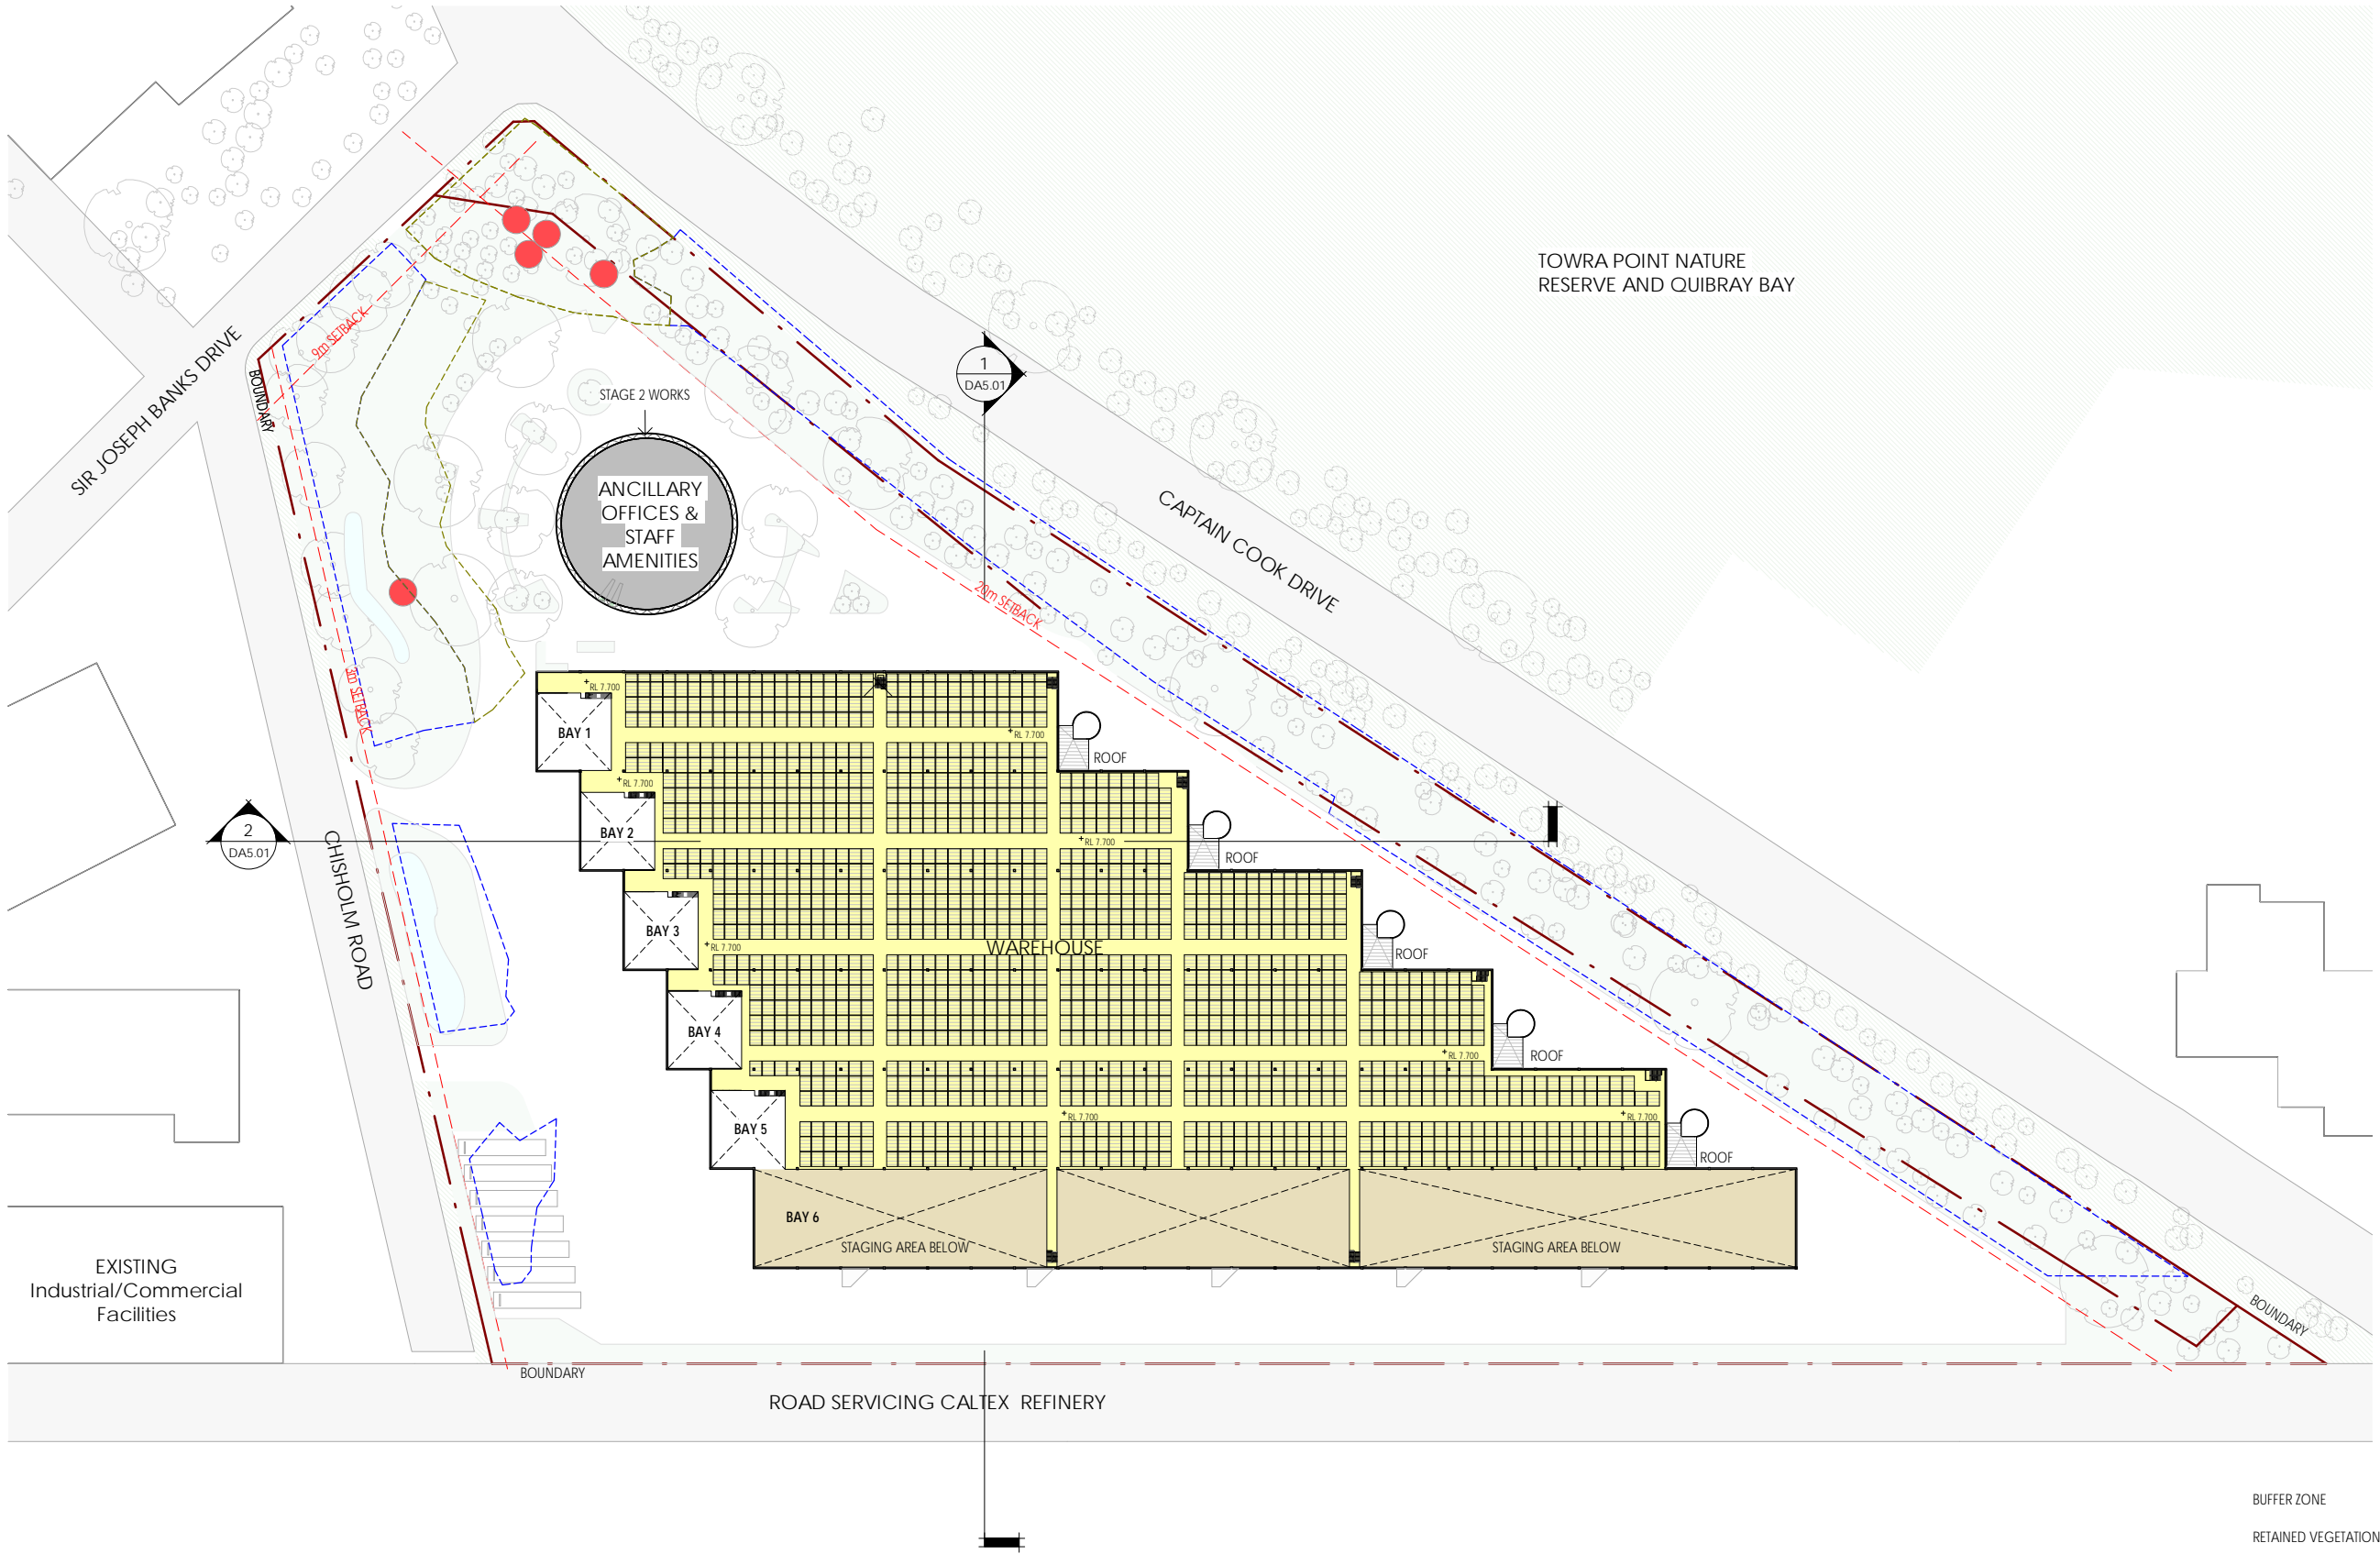 TOWRA POINT NATURE
RESERVE AND QUIBRAY BAY
9m SETBACK
SIR JOSEPH BANKS DRIVE
BOUNDARY
1
DA5.01
STAGE 2 WORKS
ANCILLARY
OFFICES &
STAFF
AMENITIES
CAPTAIN COOK DRIVE
20m SETBACK
3m SETBACK
RL 7.700
BAY 1
RL 7.700
ROOF
RL 7.700
2
DA5.01
BAY 2
RL 7.700
ROOF
CHISHOLM ROAD
BAY 3
RL 7.700
WAREHOUSE
ROOF
BAY 4
RL 7.700
ROOF
BAY 5
RL 7.700
RL 7.700
ROOF
BAY 6
STAGING AREA BELOW
STAGING AREA BELOW
EXISTING
Industrial/Commercial
Facilities
BOUNDARY
BOUNDARY
ROAD SERVICING CALTEX REFINERY
BUFFER ZONE
RETAINED VEGETATION